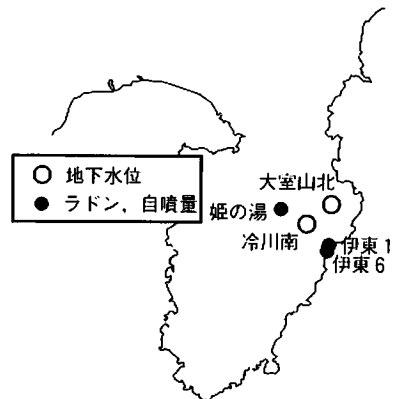 大室山北
地下水位
ラドン，自噴量
姫の湯
冷川南
伊東1
伊東6